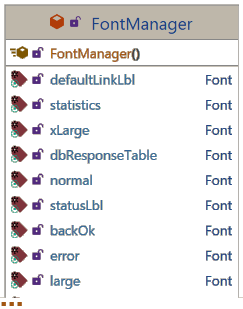 FontManager
FontManager()
defaultLinkLbl Font
statistics Font
xLarge Font
dbResponseTable Font
normal Font
statusLbl Font
backOk Font
error Font
large Font